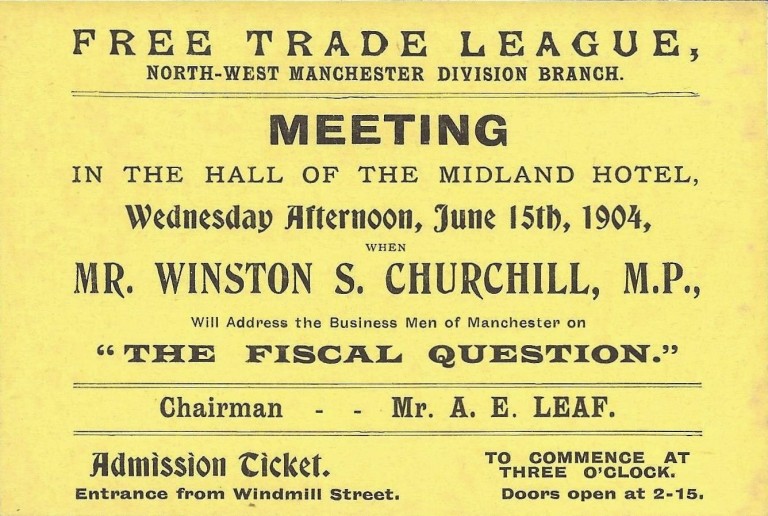 FREE TRADE LEAGUE,
NORTH-WEST MANCHESTER DIVISION BRANCH.
MEETING
IN THE HALL OF THE MIDLAND HOTEL,
Wednesday Afternoon, June 15th, 1904,
WHEN
MR. WINSTON S. CHURCHILL, M.P.,
Will Address the Business Men of Manchester on
“THE FISCAL QUESTION.”
Chairman - - Mr. A. E. LEAF.
Admission Ticket.
Entrance from Windmill Street.
TO COMMENCE AT
THREE O'CLOCK.
Doors open at 2-15.